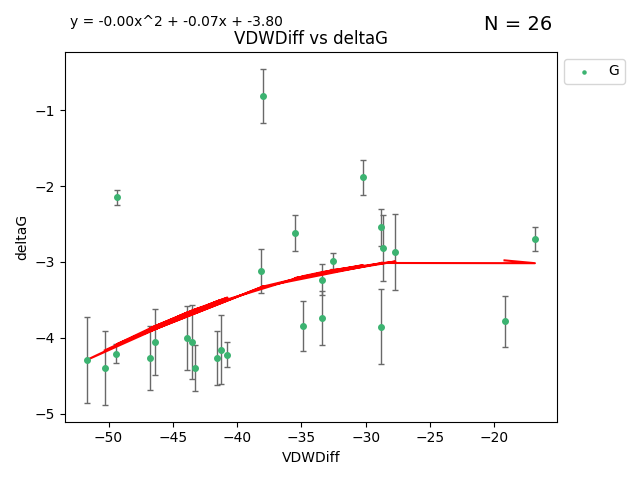 y = -0.00x^2 + -0.07x + -3.80
N = 26
VDWDiff vs deltaG
G
−1
−2
−3
−4
−5
deltaG
−50 −45 −40 −35 −30 −25 −20
VDWDiff